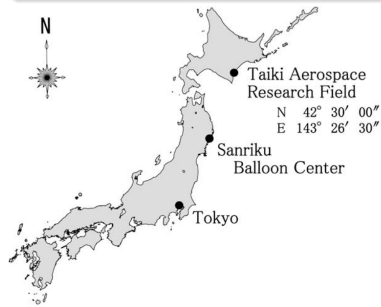 N
Taiki Aerospace
Research Field
N 42° 30′ 00″
E 143° 26′ 30″
Sanriku
Balloon Center
Tokyo